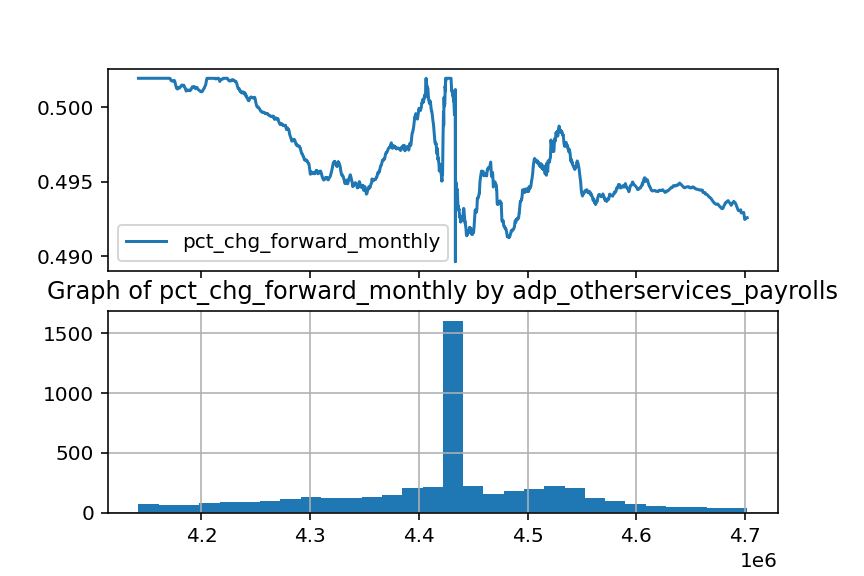 0.500
0.495
0.490
pct_chg_forward_monthly
Graph of pct_chg_forward_monthly by adp_otherservices_payrolls
1500
1000
500
0
4.2 4.3 4.4 4.5 4.6 4.7
1e6